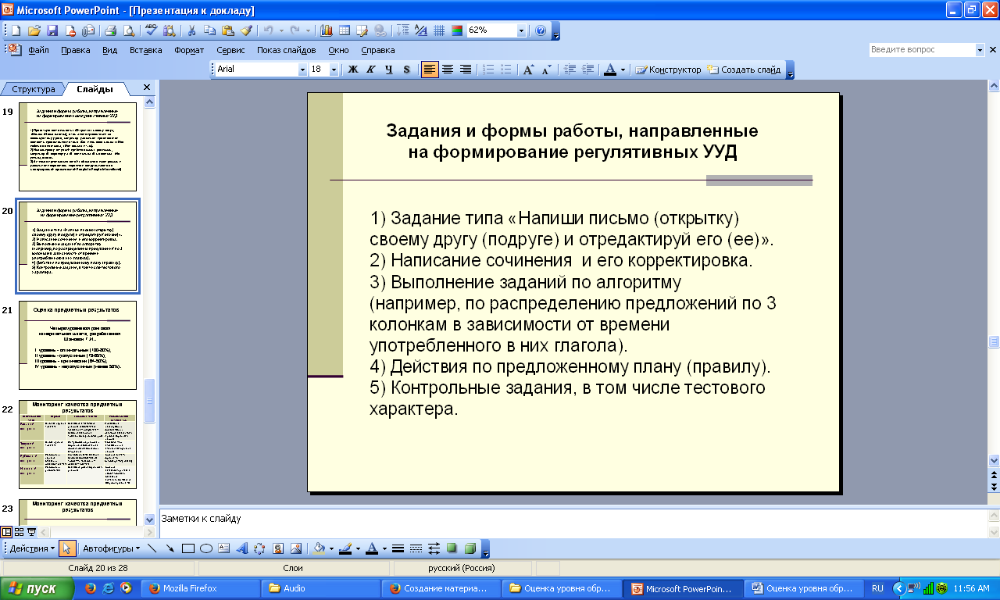 Microsoft PowerPoint - [Презентация к докладу]
62%
Файл Правка Вид Вставка Формат Сервис Показ слайдов Окно Справка
Введите вопрос
Arial 18 Ж К Ч S Конструктор Создать слайд
Структура Слайды
19
20
21
Оценка предметных результатов
22
Мониторинг качества предметных
результатов
23
Мониторинг качества предметных
результатов
Задания и формы работы, направленные
на формирование регулятивных УУД
1) Задание типа «Напиши письмо (открытку)
своему другу (подруге) и отредактируй его (ее)».
2) Написание сочинения и его корректировка.
3) Выполнение заданий по алгоритму
(например, по распределению предложений по 3
колонкам в зависимости от времени
употребленного в них глагола).
4) Действия по предложенному плану (правилу).
5) Контрольные задания, в том числе тестового
характера.
Заметки к слайду
Действия Автофигуры
Слайд 20 из 28 Слои русский (Россия)
пуск Mozilla Firefox Audio Создание материа... Оценка уровня обр... Microsoft PowerPoin... Оценка уровня обр... RU 11:56 AM